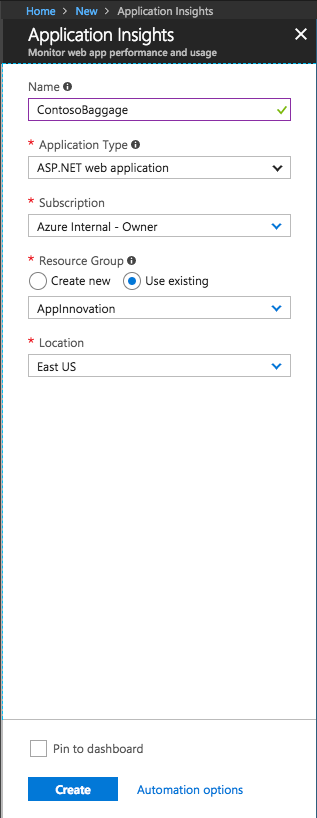 Home > New > Application Insights
Application Insights
Monitor web app performance and usage
Name
ContosoBaggage
* Application Type
ASP.NET web application
* Subscription
Azure Internal - Owner
* Resource Group
Create new Use existing
AppInnovation
* Location
East US
Pin to dashboard
Create Automation options